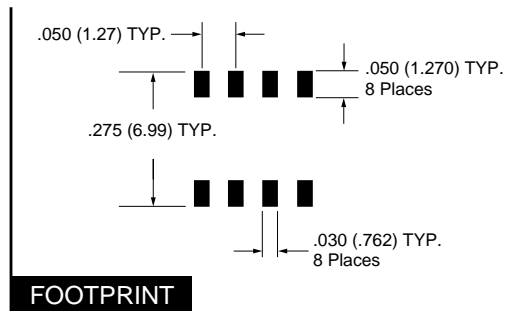 .050 (1.27) TYP.
.050 (1.270) TYP.
8 Places
.275 (6.99) TYP.
.030 (.762) TYP.
8 Places
FOOTPRINT